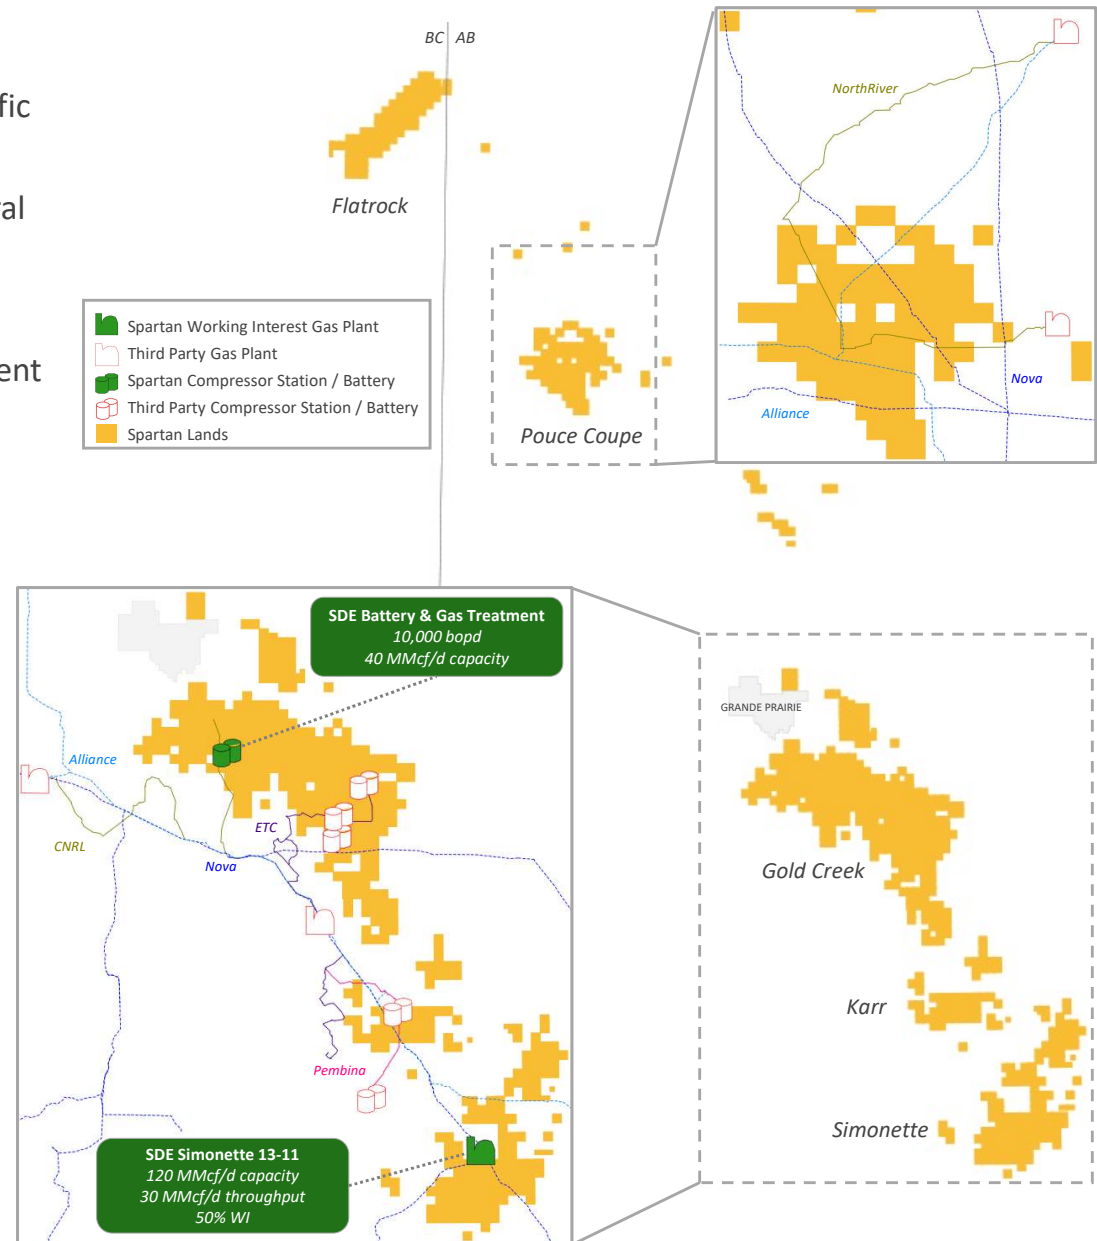 BC AB
fic
ral
ent
Flatrock
Pouce Coupe
NorthRiver
Nova
Alliance
Spartan Working Interest Gas Plant
Third Party Gas Plant
Spartan Compressor Station / Battery
Third Party Compressor Station / Battery
Spartan Lands
SDE Battery & Gas Treatment
10,000 bopd
40 MMcf/d capacity
Alliance
CNRL
ETC
Nova
Pembina
SDE Simonette 13-11
120 MMcf/d capacity
30 MMcf/d throughput
50% WI
GRANDE PRAIRIE
Gold Creek
Karr
Simonette